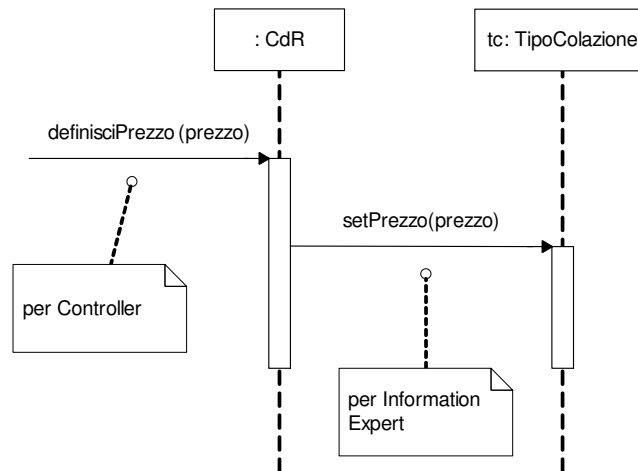 : CdR
tc: TipoColazione
definisciPrezzo (prezzo)
setPrezzo(prezzo)
per Controller
per Information
Expert